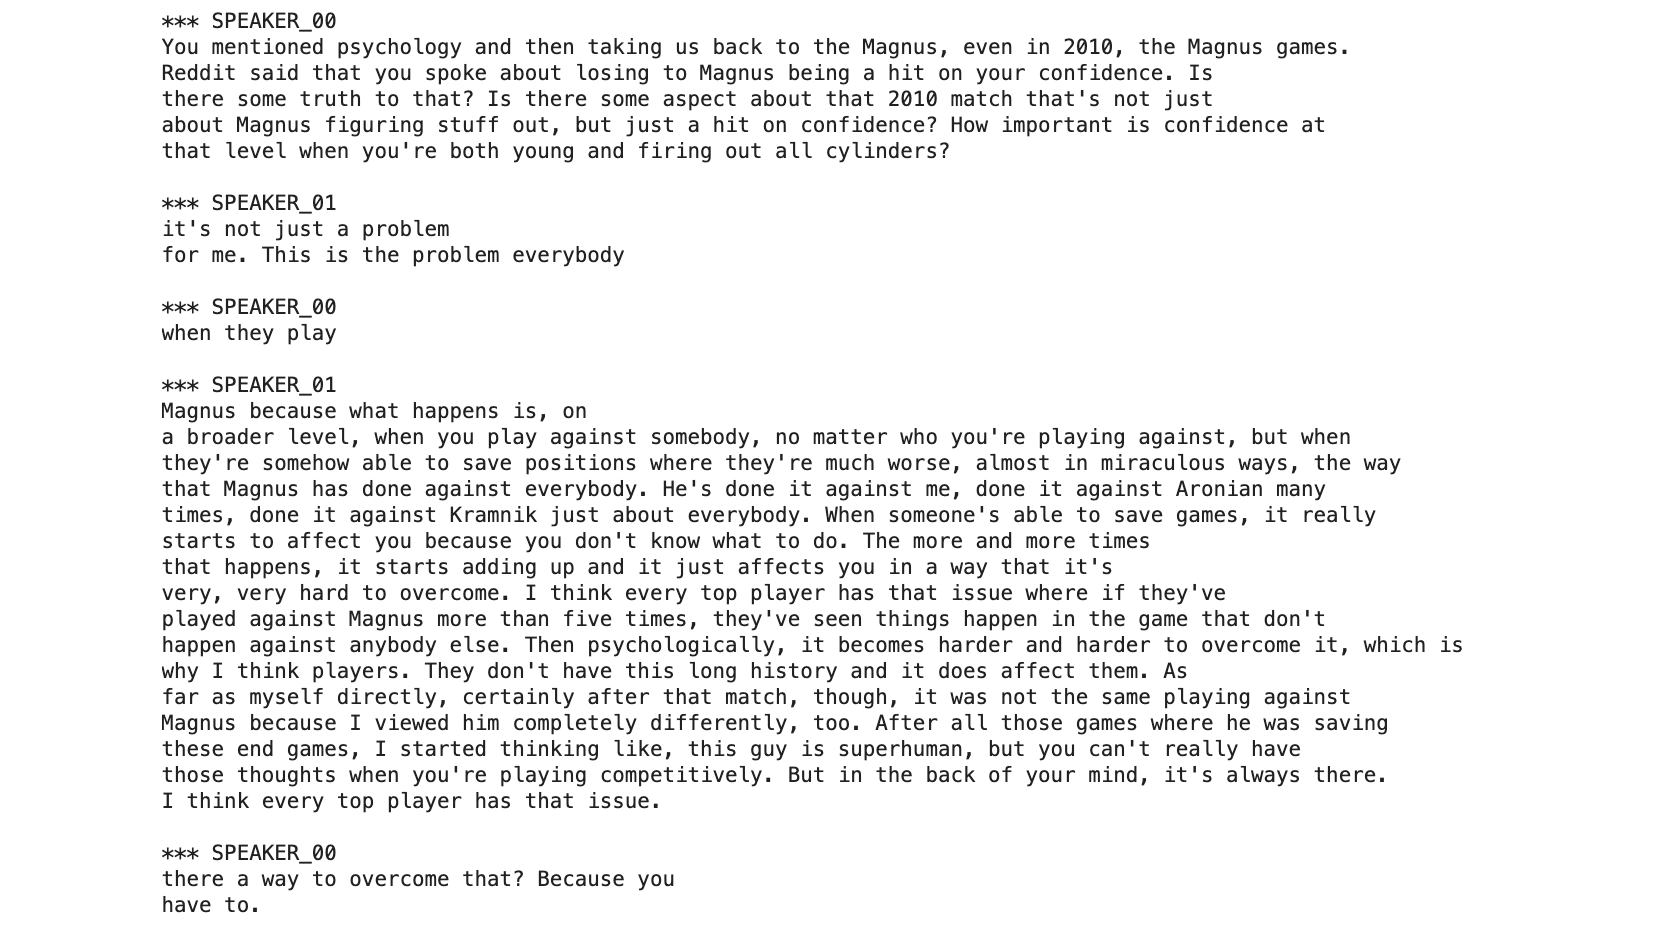 *** SPEAKER_00
You mentioned psychology and then taking us back to the Magnus, even in 2010, the Magnus games.
Reddit said that you spoke about losing to Magnus being a hit on your confidence. Is
there some truth to that? Is there some aspect about that 2010 match that's not just
about Magnus figuring stuff out, but just a hit on confidence? How important is confidence at
that level when you're both young and firing out all cylinders?
*** SPEAKER_01
it's not just a problem
for me. This is the problem everybody
*** SPEAKER_00
when they play
*** SPEAKER_01
Magnus because what happens is, on
a broader level, when you play against somebody, no matter who you're playing against, but when
they're somehow able to save positions where they're much worse, almost in miraculous ways, the way
that Magnus has done against everybody. He's done it against me, done it against Aronian many
times, done it against Kramnik just about everybody. When someone's able to save games, it really
starts to affect you because you don't know what to do. The more and more times
that happens, it starts adding up and it just affects you in a way that it's
very, very hard to overcome. I think every top player has that issue where if they've
played against Magnus more than five times, they've seen things happen in the game that don't
happen against anybody else. Then psychologically, it becomes harder and harder to overcome it, which is
why I think players. They don't have this long history and it does affect them. As
far as myself directly, certainly after that match, though, it was not the same playing against
Magnus because I viewed him completely differently, too. After all those games where he was saving
these end games, I started thinking like, this guy is superhuman, but you can't really have
those thoughts when you're playing competitively. But in the back of your mind, it's always there.
I think every top player has that issue.
*** SPEAKER_00
there a way to overcome that? Because you
have to.